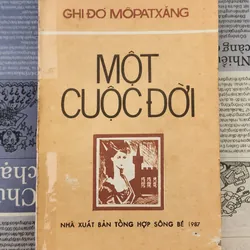 GHI ĐƠ MÔPATXĂNG
MỘT
CUỘC ĐỜI
NHÀ XUẤT BẢN TỔNG HỢP SÔNG BÉ 1987